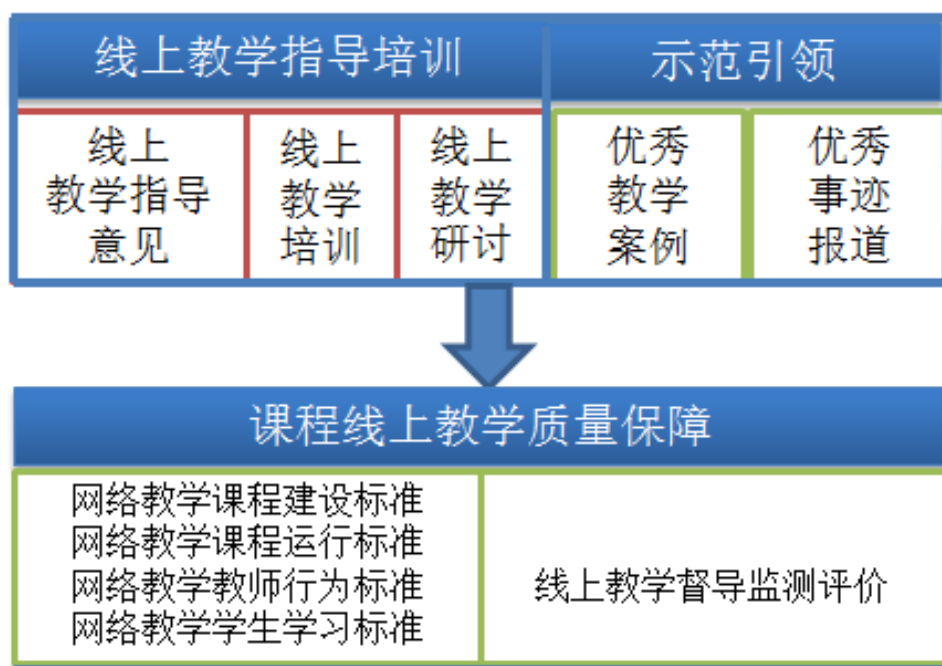 线上教学指导培训
示范引领
线上
教学指导
意见
线上
教学
培训
线上
教学
研讨
优秀
教学
案例
优秀
事迹
报道
课程线上教学质量保障
网络教学课程建设标准
网络教学课程运行标准
网络教学教师行为标准
网络教学学生学习标准
线上教学督导监测评价